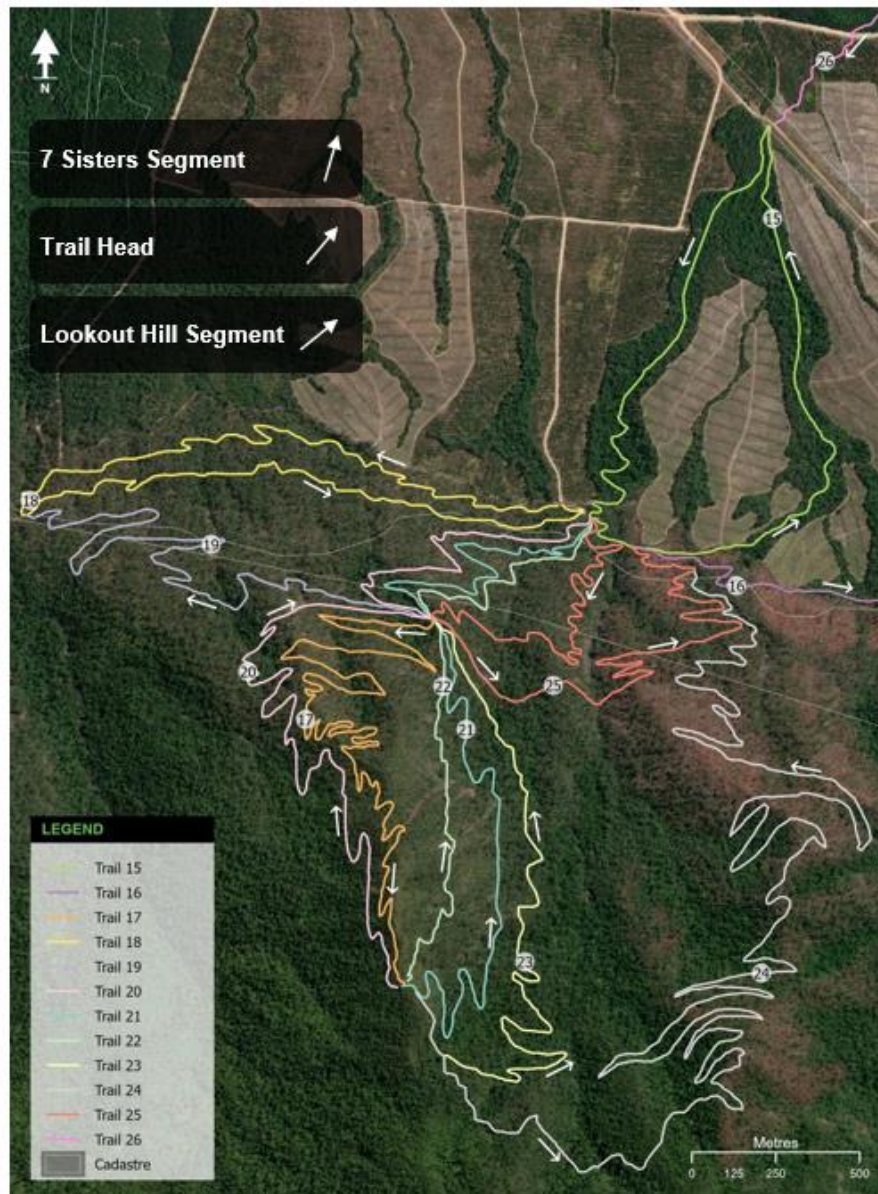 N
26
7 Sisters Segment
15
Trail Head
Lookout Hill Segment
18
19
16
20
22
25
17
21
LEGEND
Trail 15
Trail 16
Trail 17
Trail 18
Trail 19
Trail 20
Trail 21
Trail 22
Trail 23
Trail 24
Trail 25
Trail 26
Cadastre
23
24
Metres
0 125 250 500